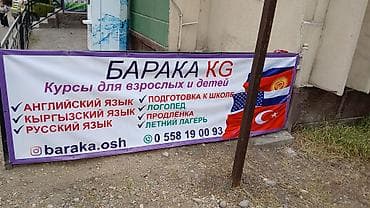 БАРАКА KG
Курсы для взрослых и детей
✓ АНГЛИЙСКИЙ ЯЗЫК
✓ КЫРГЫЗСКИЙ ЯЗЫК
✓ РУССКИЙ ЯЗЫК
✓ ПОДГОТОВКА К ШКОЛЕ
✓ ЛОГОПЕД
✓ ПРОДЛЁНКА
✓ ЛЕТНИЙ ЛАГЕРЬ
baraka.osh
0 558 19 00 93